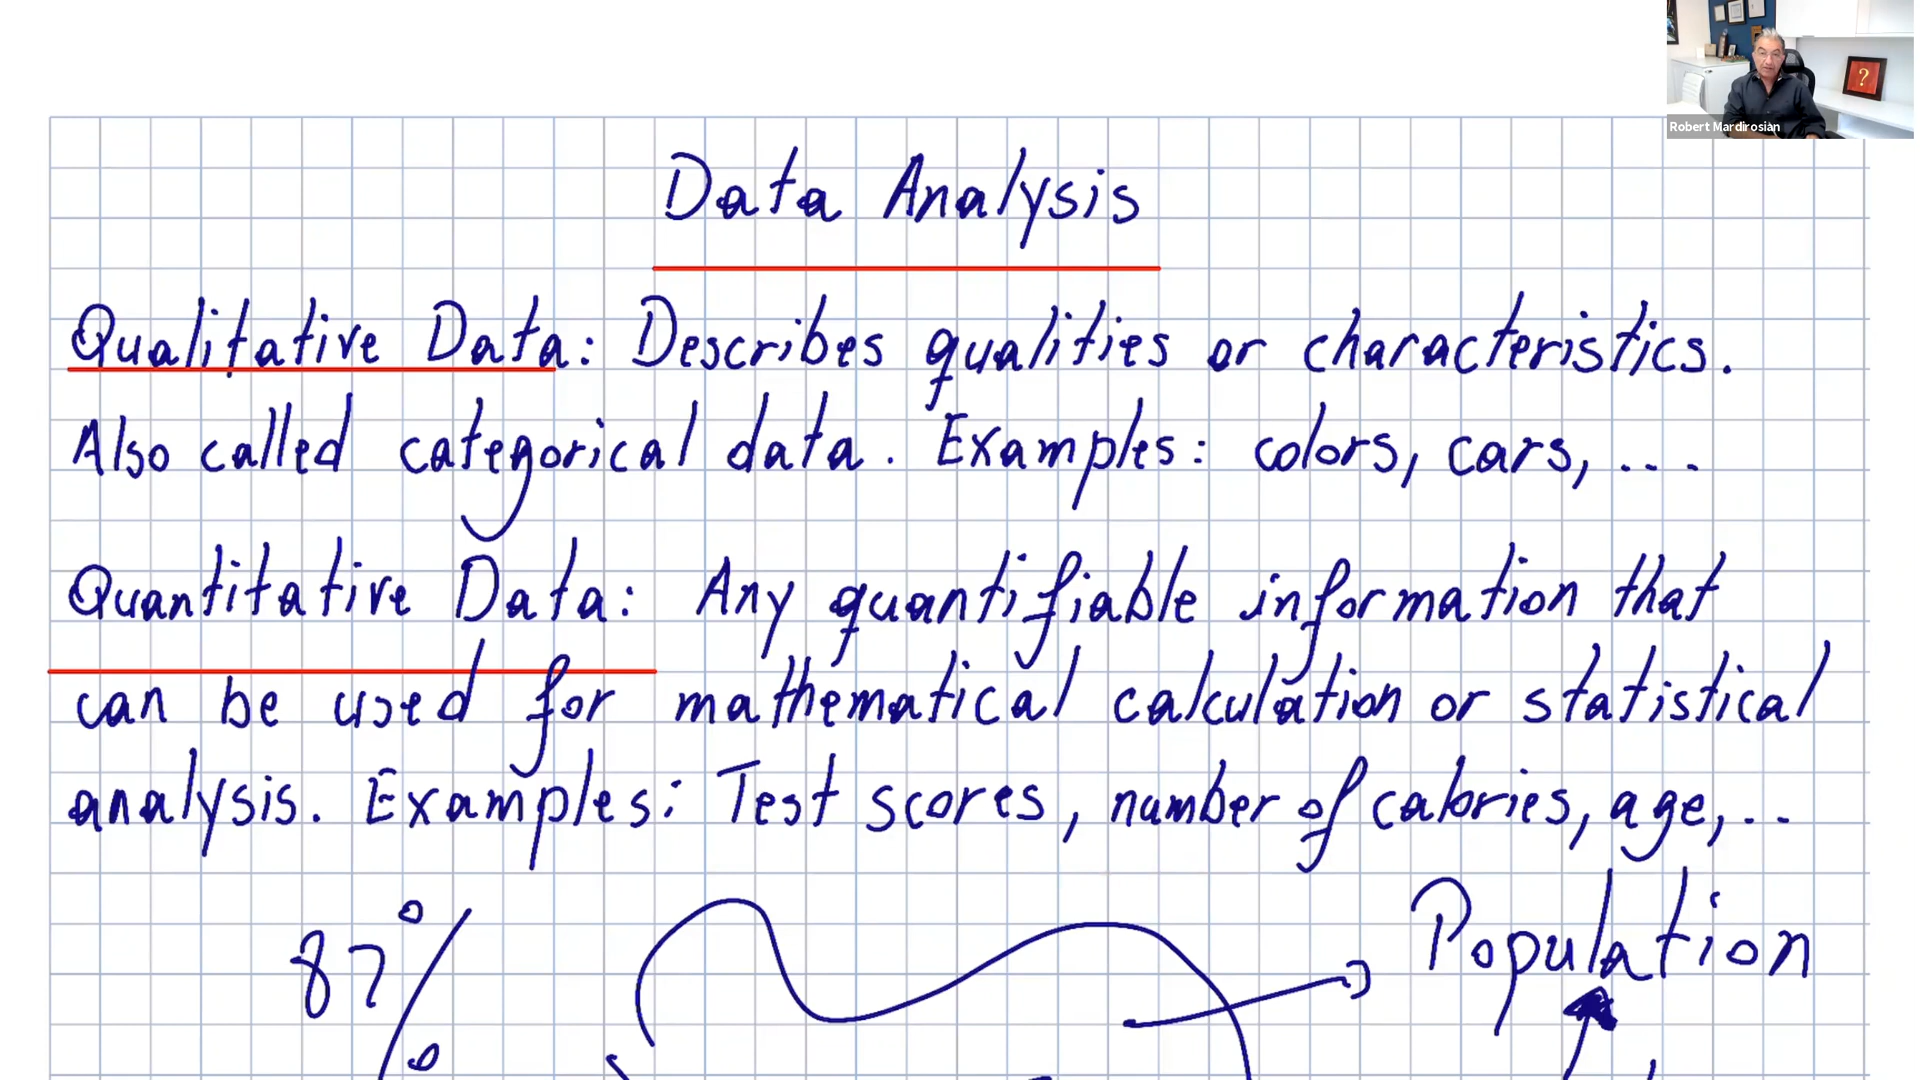 ?
Robert Mardirosian
Data Analysis
Qualitative Data: Describes qualities or characteristics.
Also called categorical data. Examples: colors, cars, ....
Quantitative Data: Any quantifiable information that
can be used for mathematical calculation or statistical
analysis. Examples: Test scores, number of calories, age,..
87%
Population